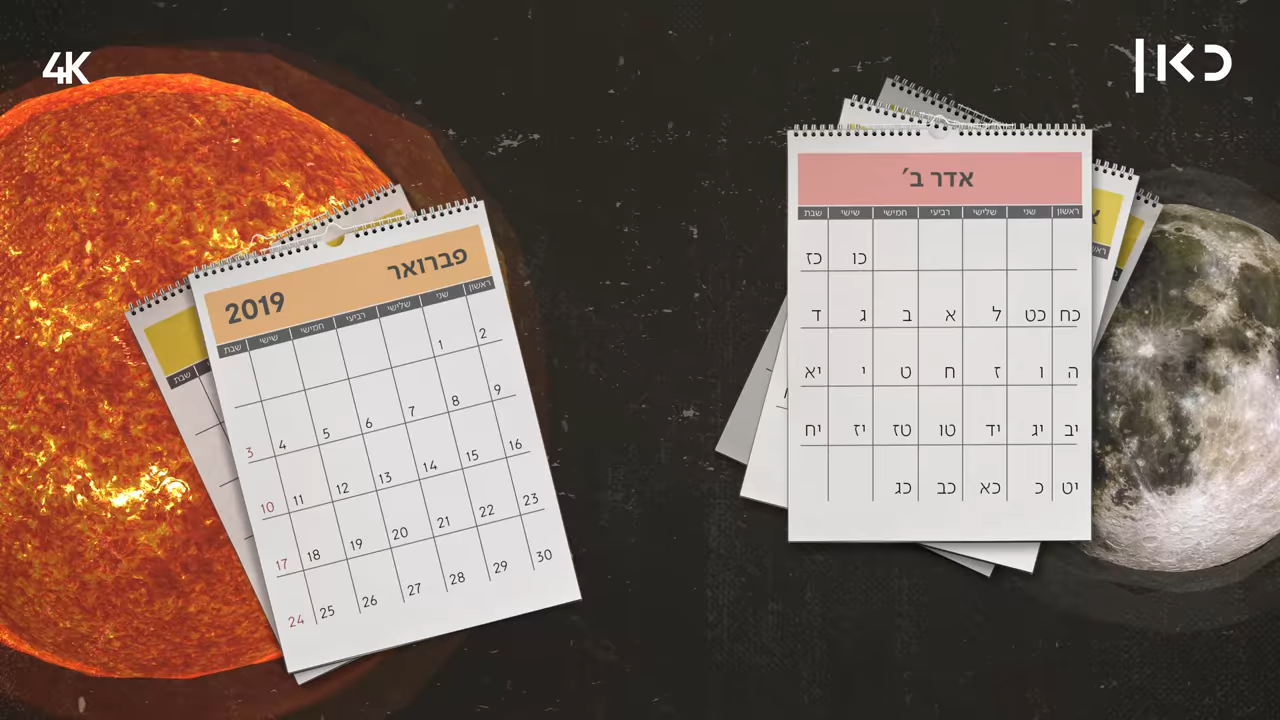 4K
כאן
פברואר 2019
ראשון שני שלישי רביעי חמישי שישי שבת
1 2
3 4 5 6 7 8 9
10 11 12 13 14 15 16
17 18 19 20 21 22 23
24 25 26 27 28 29 30
שבת
אדר ב׳
ראשון שני שלישי רביעי חמישי שישי שבת
כו כז
כח כט ל א ב ג ד
ה ו ז ח ט י יא
יב יג יד טו טז יז יח
יט כ כא כב כג